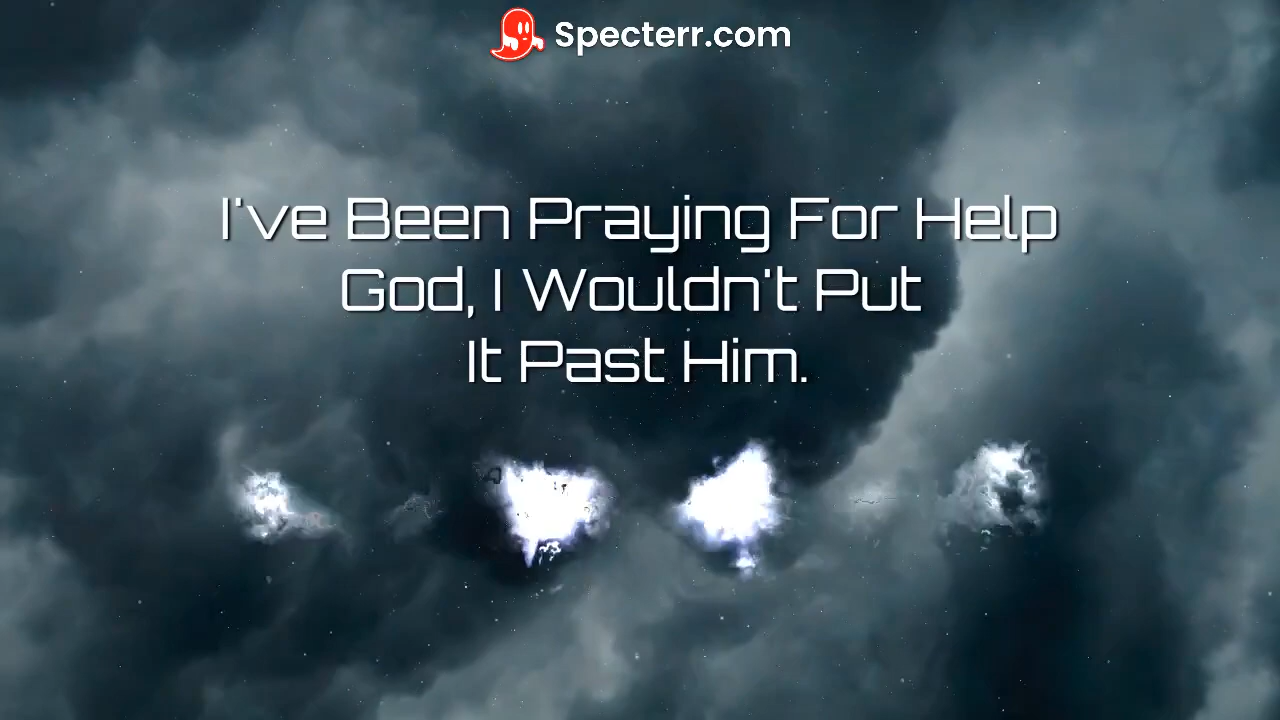 Specterr.com
I've Been Praying For Help
God, I Wouldn't Put
It Past Him.